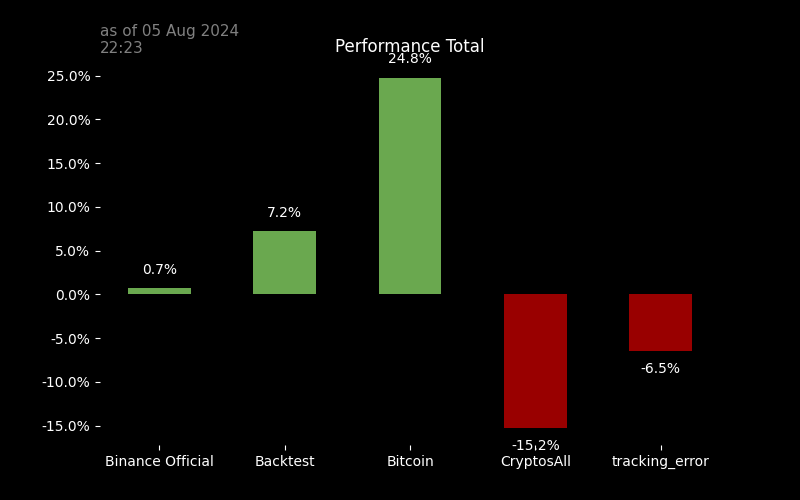 as of 05 Aug 2024
22:23
Performance Total
24.8%
25.0%
20.0%
15.0%
10.0%
7.2%
5.0%
0.7%
0.0%
-5.0%
-6.5%
-10.0%
-15.0%
-15.2%
Binance Official
Backtest
Bitcoin
CryptosAll
tracking_error